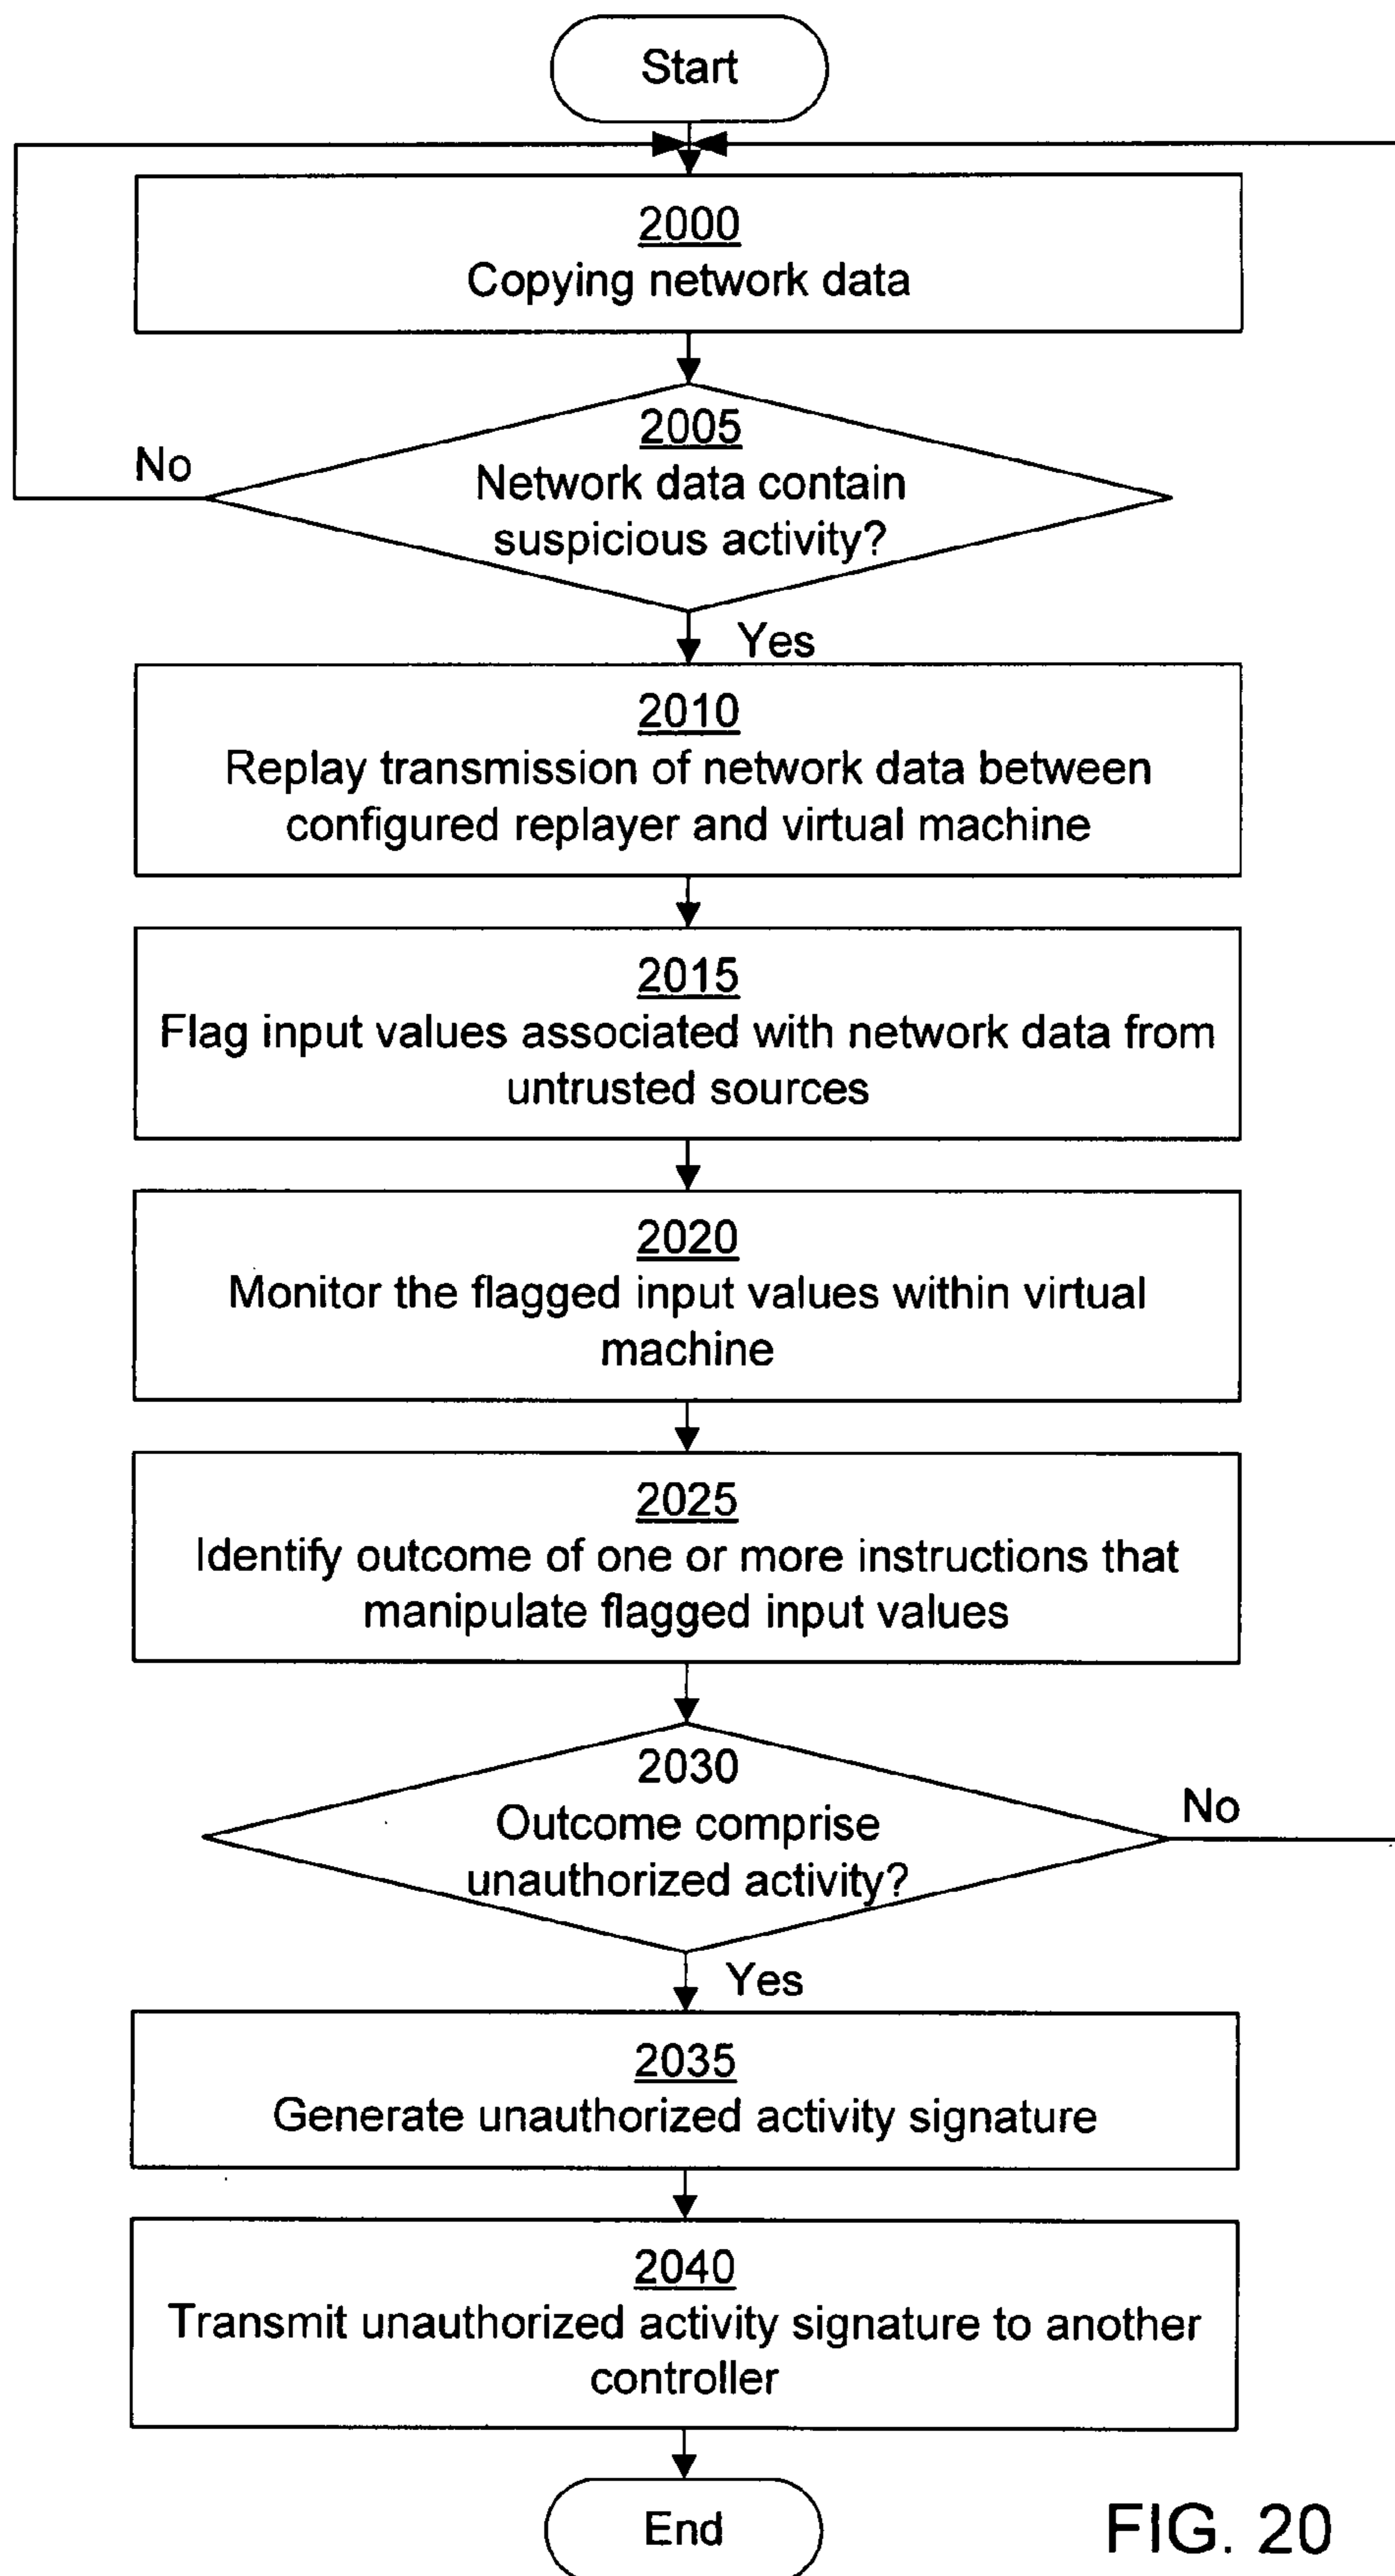 Start
2000
Copying network data
2005
Network data contain
suspicious activity?
No
Yes
2010
Replay transmission of network data between
configured replayer and virtual machine
2015
Flag input values associated with network data from
untrusted sources
2020
Monitor the flagged input values within virtual
machine
2025
Identify outcome of one or more instructions that
manipulate flagged input values
2030
Outcome comprise
unauthorized activity?
No
Yes
2035
Generate unauthorized activity signature
2040
Transmit unauthorized activity signature to another
controller
End
FIG. 20